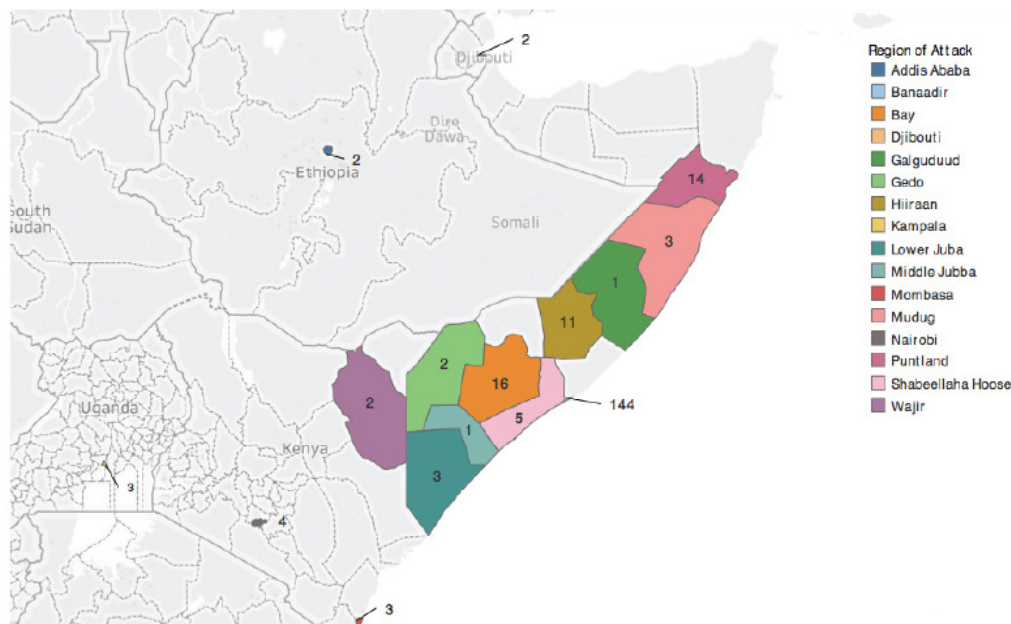 2
Djibouti
Dire
Dawa
2
Ethiopia
South
Sudan
Somali
14
3
1
11
2
16
2
144
5
1
Uganda
Kenya
3
3
4
3
Region of Attack
Addis Ababa
Banaadir
Bay
Djibouti
Galguduud
Gedo
Hiiraan
Kampala
Lower Juba
Middle Jubba
Mombasa
Mudug
Nairobi
Puntland
Shabeellaha Hoose
Wajir